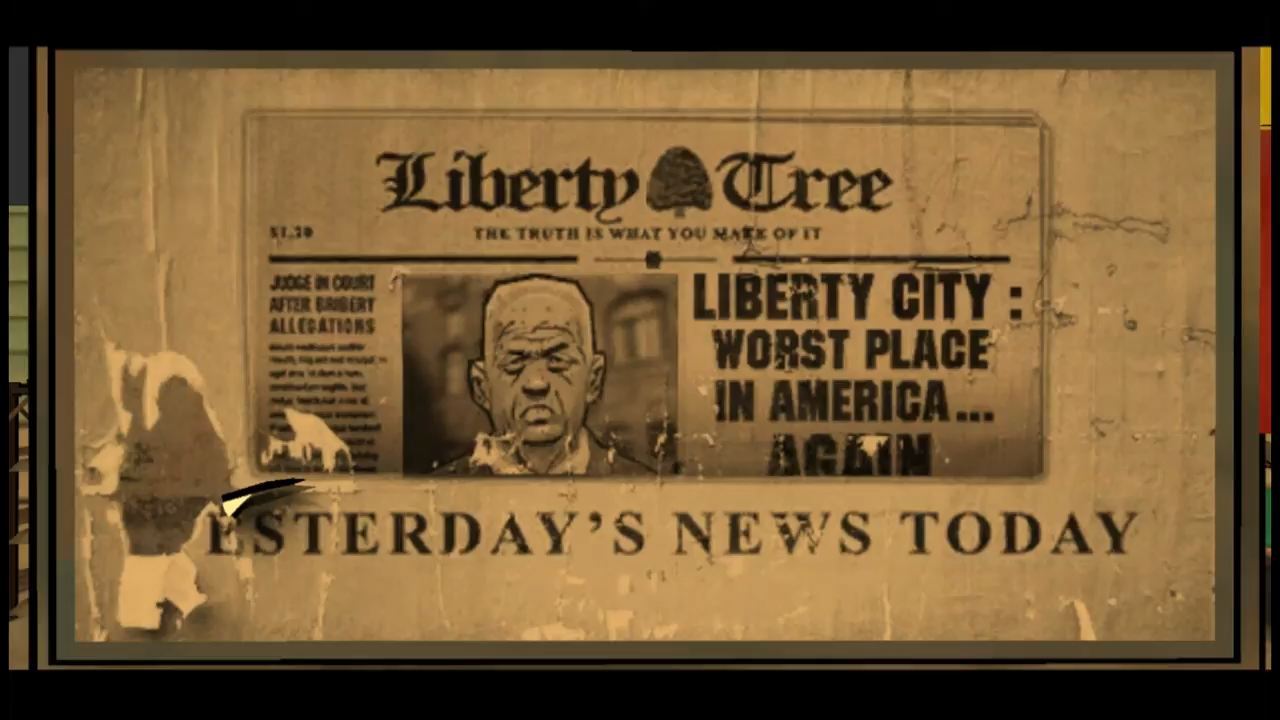 Liberty Tree
$1.20
THE TRUTH IS WHAT YOU MAKE OF IT
JUDGE IN COURT
AFTER BRIBERY
ALLEGATIONS
LIBERTY CITY :
WORST PLACE
IN AMERICA...
AGAIN
ESTERDAY'S NEWS TODAY